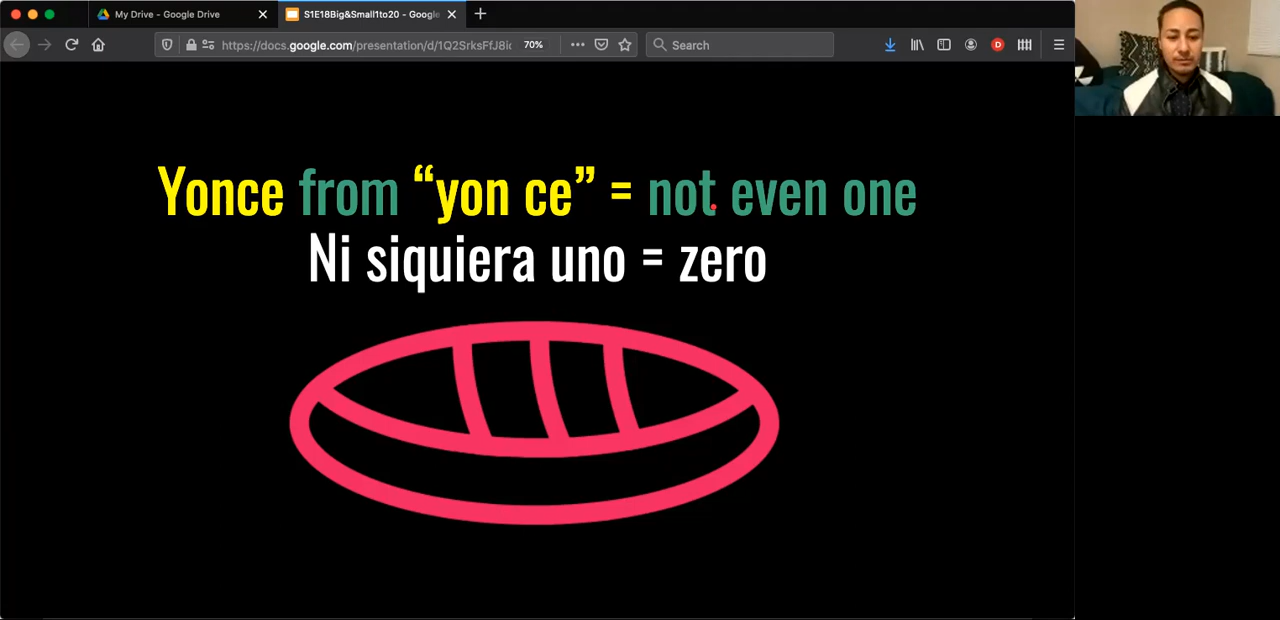 My Drive - Google Drive
S1E18Big&Small1to20 - Google
https://docs.google.com/presentation/d/1Q2SrksFfJ8ic
70%
Search
D
Yonce from “yon ce” = not even one
Ni siquiera uno = zero